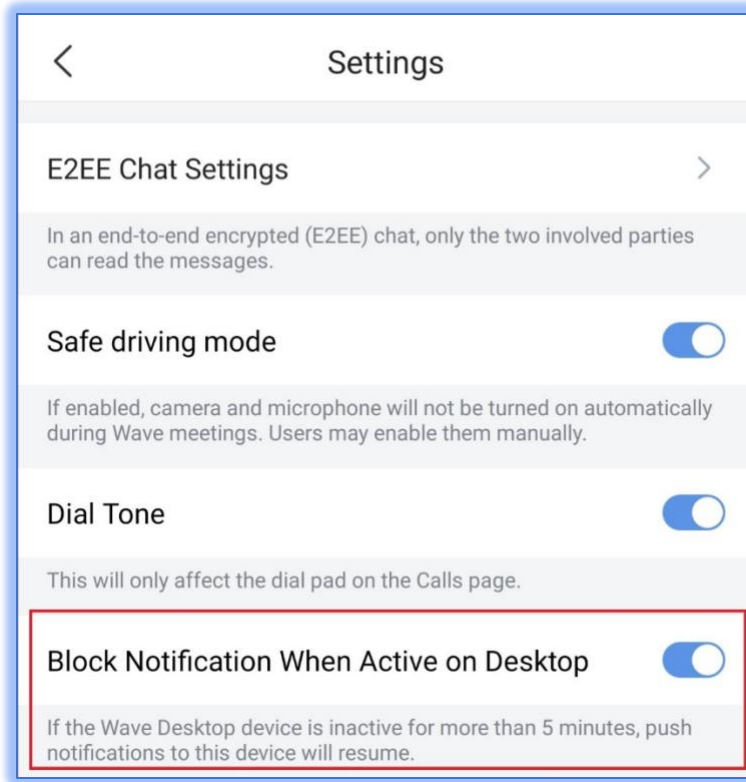 Settings
E2EE Chat Settings
In an end-to-end encrypted (E2EE) chat, only the two involved parties
can read the messages.
Safe driving mode
If enabled, camera and microphone will not be turned on automatically
during Wave meetings. Users may enable them manually.
Dial Tone
This will only affect the dial pad on the Calls page.
Block Notification When Active on Desktop
If the Wave Desktop device is inactive for more than 5 minutes, push
notifications to this device will resume.